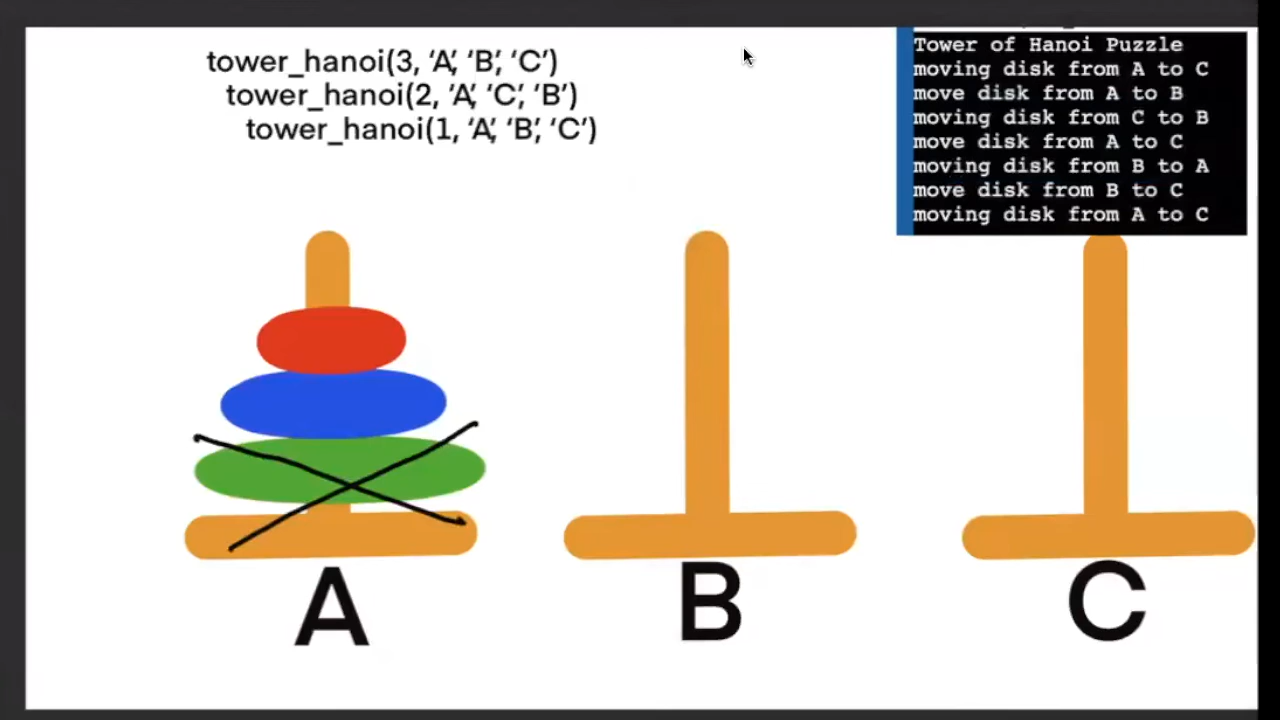 tower_hanoi(3, ‘A’, ‘B’, ‘C’)
tower_hanoi(2, ‘A’, ‘C’, ‘B’)
tower_hanoi(1, ‘A’, ‘B’, ‘C’)
Tower of Hanoi Puzzle
moving disk from A to C
move disk from A to B
moving disk from C to B
move disk from A to C
moving disk from B to A
move disk from B to C
moving disk from A to C
A
B
C